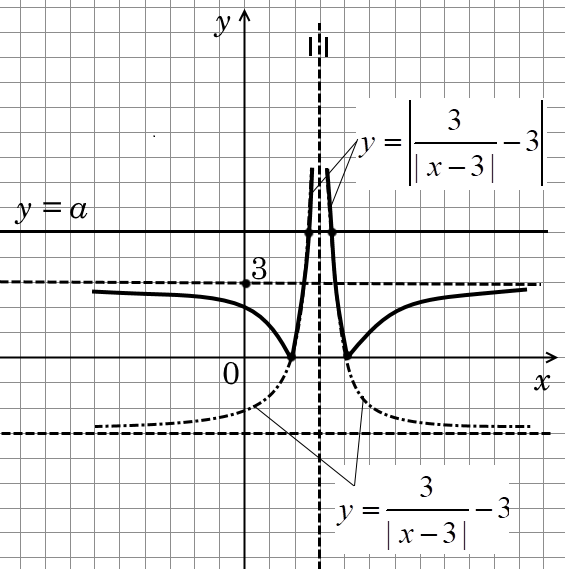 y
y = |3/|x − 3| − 3|
y = a
3
0
x
y = 3/|x − 3| − 3